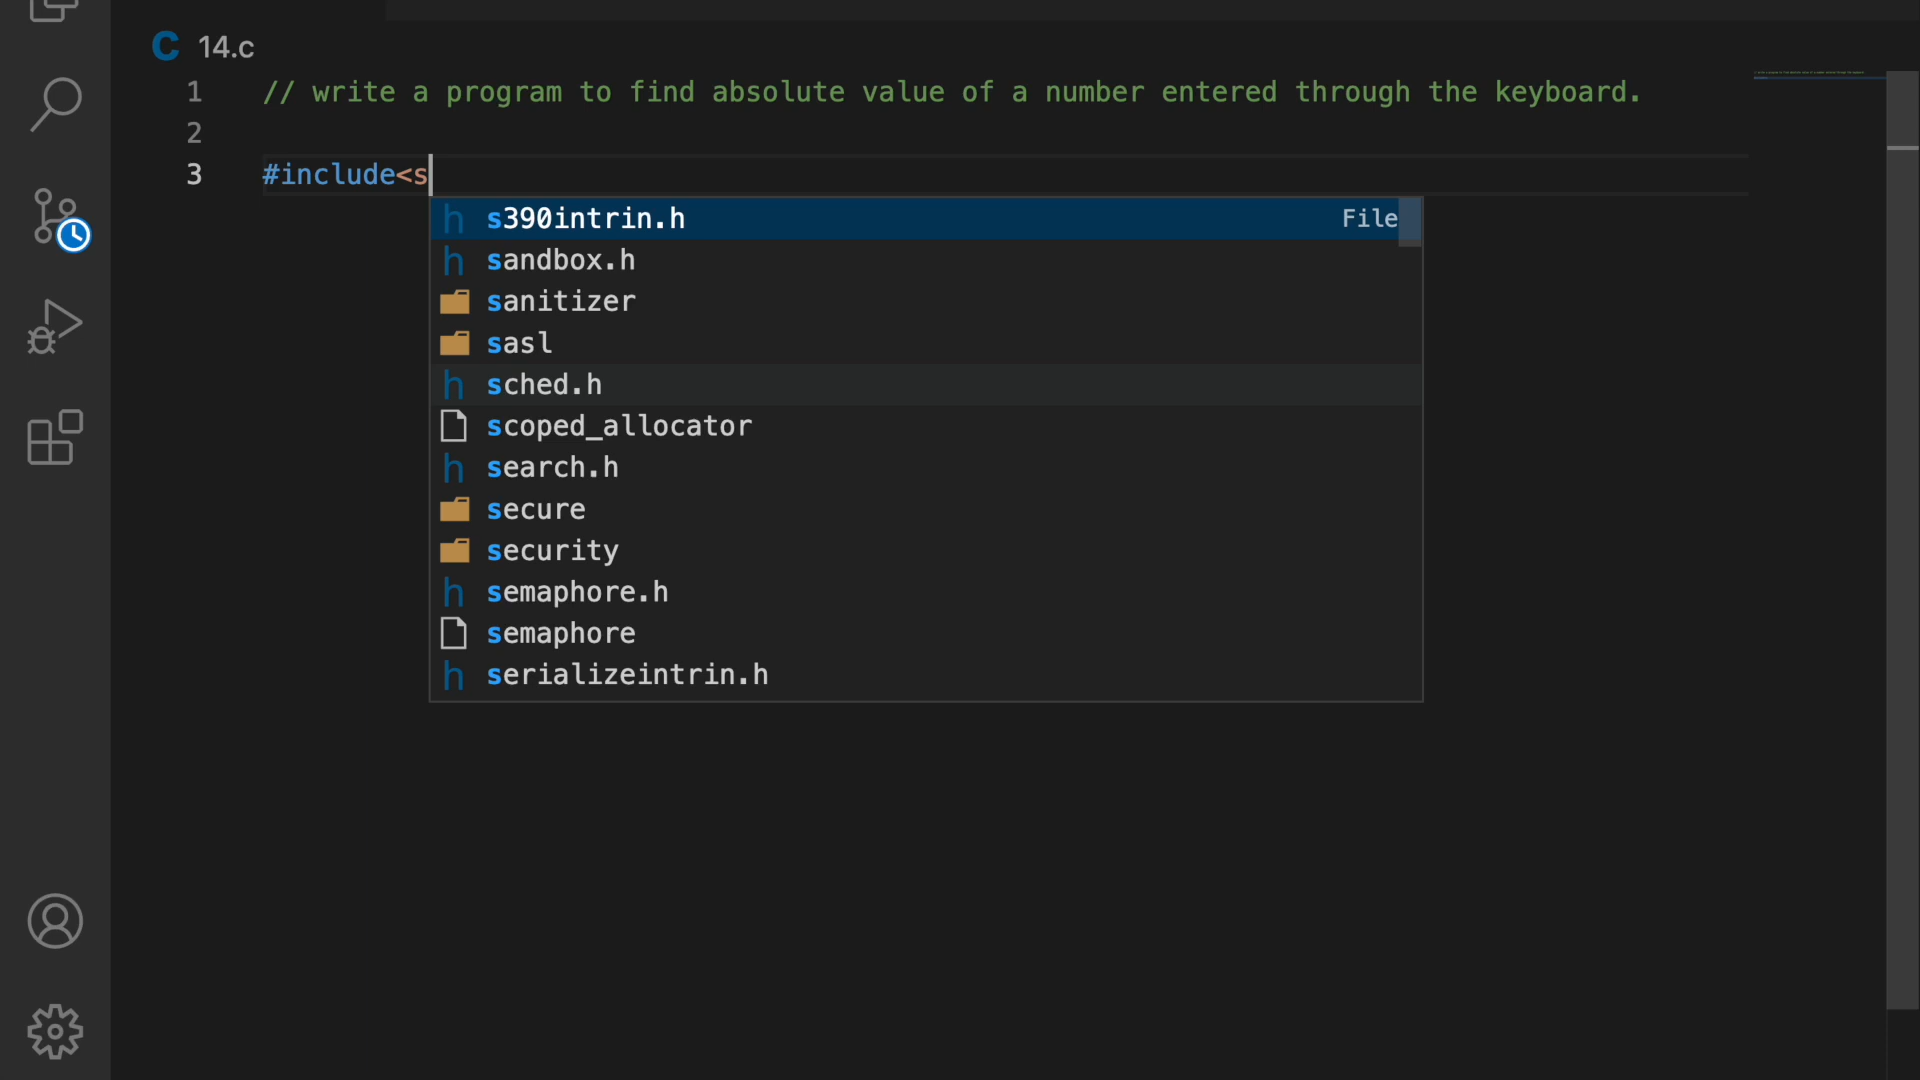 C 14.c
1 // write a program to find absolute value of a number entered through the keyboard.
2
3 #include<s
h s390intrin.h File
h sandbox.h
sanitizer
sasl
h sched.h
scoped_allocator
h search.h
secure
security
h semaphore.h
semaphore
h serializeintrin.h